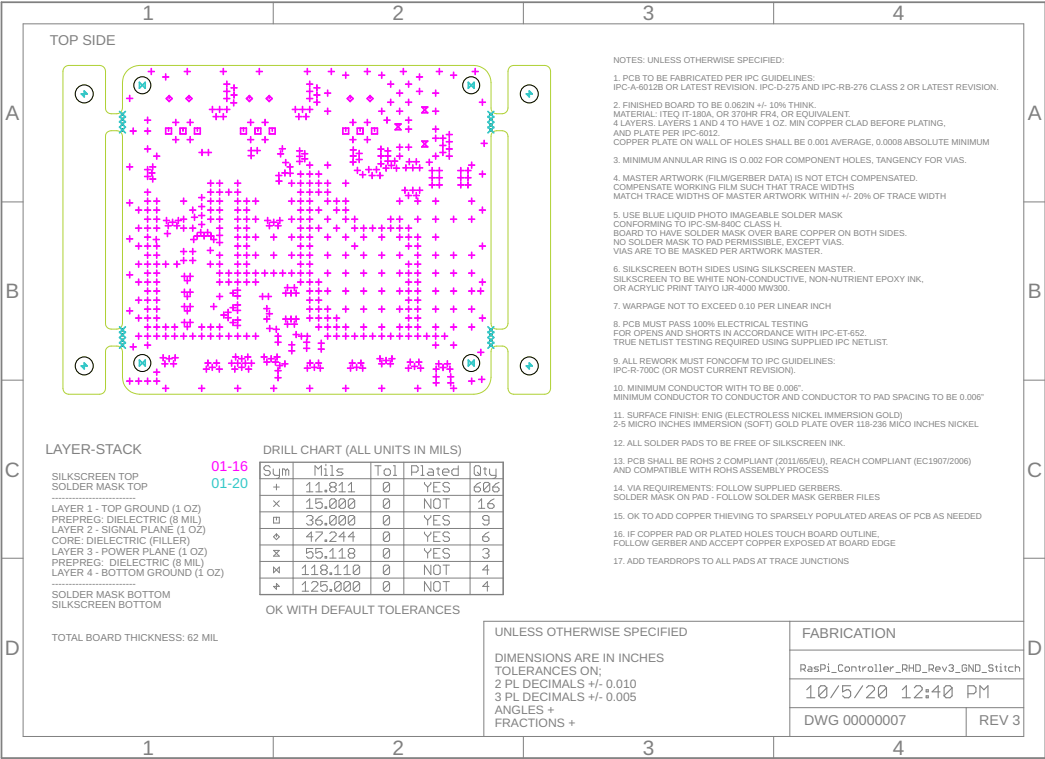 1 2 3 4
TOP SIDE
A A
B B
C C
D D
NOTES: UNLESS OTHERWISE SPECIFIED:
1. PCB TO BE FABRICATED PER IPC GUIDELINES:
IPC-A-6012B OR LATEST REVISION. IPC-D-275 AND IPC-RB-276 CLASS 2 OR LATEST REVISION.
2. FINISHED BOARD TO BE 0.062IN +/- 10% THINK.
MATERIAL: ITEQ IT-180A, OR 370HR FR4, OR EQUIVALENT.
4 LAYERS. LAYERS 1 AND 4 TO HAVE 1 OZ. MIN COPPER CLAD BEFORE PLATING,
AND PLATE PER IPC-6012.
COPPER PLATE ON WALL OF HOLES SHALL BE 0.001 AVERAGE, 0.0008 ABSOLUTE MINIMUM
3. MINIMUM ANNULAR RING IS 0.002 FOR COMPONENT HOLES, TANGENCY FOR VIAS.
4. MASTER ARTWORK (FILM/GERBER DATA) IS NOT ETCH COMPENSATED.
COMPENSATE WORKING FILM SUCH THAT TRACE WIDTHS
MATCH TRACE WIDTHS OF MASTER ARTWORK WITHIN +/- 20% OF TRACE WIDTH
5. USE BLUE LIQUID PHOTO IMAGEABLE SOLDER MASK
CONFORMING TO IPC-SM-840C CLASS H.
BOARD TO HAVE SOLDER MASK OVER BARE COPPER ON BOTH SIDES.
NO SOLDER MASK TO PAD PERMISSIBLE, EXCEPT VIAS.
VIAS ARE TO BE MASKED PER ARTWORK MASTER.
6. SILKSCREEN BOTH SIDES USING SILKSCREEN MASTER.
SILKSCREEN TO BE WHITE NON-CONDUCTIVE, NON-NUTRIENT EPOXY INK,
OR ACRYLIC PRINT TAIYO IJR-4000 MW300.
7. WARPAGE NOT TO EXCEED 0.10 PER LINEAR INCH
8. PCB MUST PASS 100% ELECTRICAL TESTING
FOR OPENS AND SHORTS IN ACCORDANCE WITH IPC-ET-652.
TRUE NETLIST TESTING REQUIRED USING SUPPLIED IPC NETLIST.
9. ALL REWORK MUST FONCOFM TO IPC GUIDELINES:
IPC-R-700C (OR MOST CURRENT REVISION).
10. MINIMUM CONDUCTOR WITH TO BE 0.006".
MINIMUM CONDUCTOR TO CONDUCTOR AND CONDUCTOR TO PAD SPACING TO BE 0.006"
11. SURFACE FINISH: ENIG (ELECTROLESS NICKEL IMMERSION GOLD)
2-5 MICRO INCHES IMMERSION (SOFT) GOLD PLATE OVER 118-236 MICO INCHES NICKEL
12. ALL SOLDER PADS TO BE FREE OF SILKSCREEN INK.
13. PCB SHALL BE ROHS 2 COMPLIANT (2011/65/EU), REACH COMPLIANT (EC1907/2006)
AND COMPATIBLE WITH ROHS ASSEMBLY PROCESS
14. VIA REQUIREMENTS: FOLLOW SUPPLIED GERBERS.
SOLDER MASK ON PAD - FOLLOW SOLDER MASK GERBER FILES
15. OK TO ADD COPPER THIEVING TO SPARSELY POPULATED AREAS OF PCB AS NEEDED
16. IF COPPER PAD OR PLATED HOLES TOUCH BOARD OUTLINE,
FOLLOW GERBER AND ACCEPT COPPER EXPOSED AT BOARD EDGE
17. ADD TEARDROPS TO ALL PADS AT TRACE JUNCTIONS
LAYER-STACK
SILKSCREEN TOP
SOLDER MASK TOP
------------------------
LAYER 1 - TOP GROUND (1 OZ)
PREPREG: DIELECTRIC (8 MIL)
LAYER 2 - SIGNAL PLANE (1 OZ)
CORE: DIELECTRIC (FILLER)
LAYER 3 - POWER PLANE (1 OZ)
PREPREG: DIELECTRIC (8 MIL)
LAYER 4 - BOTTOM GROUND (1 OZ)
------------------------
SOLDER MASK BOTTOM
SILKSCREEN BOTTOM
TOTAL BOARD THICKNESS: 62 MIL
01-16
01-20
DRILL CHART (ALL UNITS IN MILS)
Sym Mils Tol Plated Qty
+ 11.811 0 YES 606
× 15.000 0 NOT 16
36.000 0 YES 9
47.244 0 YES 6
55.118 0 YES 3
118.110 0 NOT 4
125.000 0 NOT 4
OK WITH DEFAULT TOLERANCES
UNLESS OTHERWISE SPECIFIED
DIMENSIONS ARE IN INCHES
TOLERANCES ON;
2 PL DECIMALS +/- 0.010
3 PL DECIMALS +/- 0.005
ANGLES +
FRACTIONS +
FABRICATION
RasPi_Controller_RHD_Rev3_GND_Stitch
10/5/20 12:40 PM
DWG 00000007 REV 3
1 2 3 4